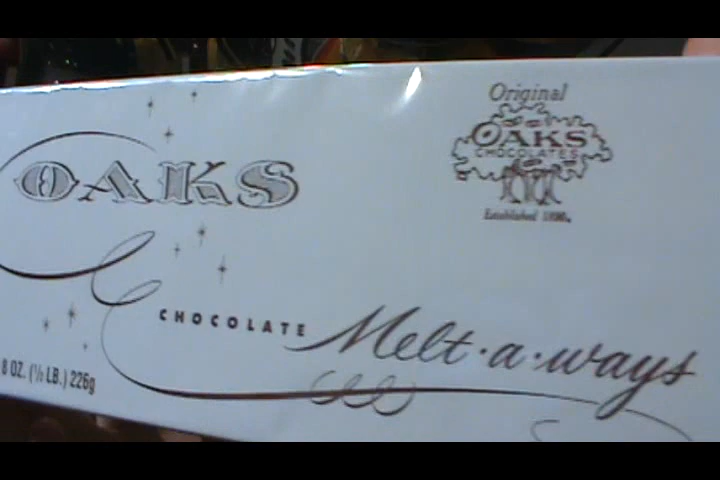 Original
OAKS
CHOCOLATES
Established 1890.
OAKS
CHOCOLATE Melt·a·ways
8 OZ. (1/2 LB.) 226g